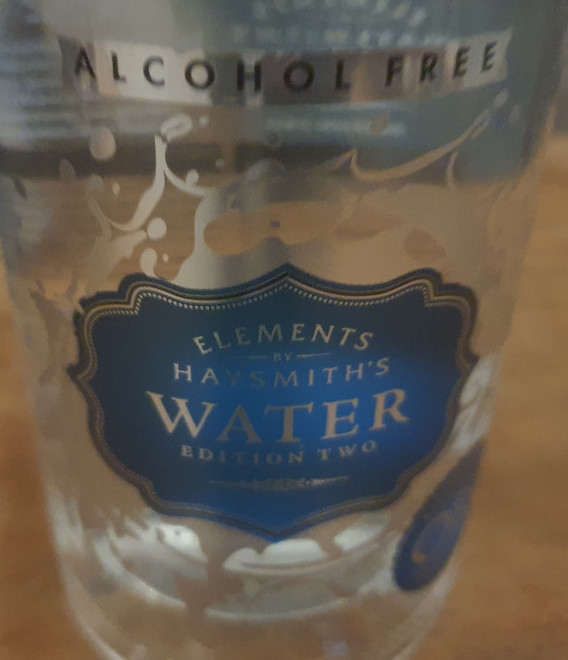 ALCOHOL FREE
ELEMENTS
BY
HAYSMITH'S
WATER
EDITION TWO